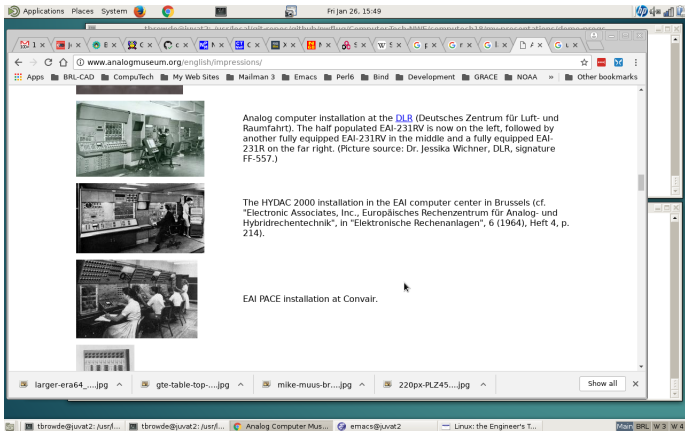 Applications Places System Fri Jan 26, 15:49
www.analogmuseum.org/english/impressions/
Apps BRL-CAD CompuTech My Web Sites Mailman 3 Emacs Perl6 Bind Development GRACE NOAA » Other bookmarks
Analog computer installation at the DLR (Deutsches Zentrum für Luft- und
Raumfahrt). The half populated EAI-231RV is now on the left, followed by
another fully equipped EAI-231RV in the middle and a fully equipped EAI-
231R on the far right. (Picture source: Dr. Jessika Wichner, DLR, signature
FF-557.)
The HYDAC 2000 installation in the EAI computer center in Brussels (cf.
"Electronic Associates, Inc., Europäisches Rechenzentrum für Analog- und
Hybridrechentechnik", in "Elektronische Rechenanlagen", 6 (1964), Heft 4, p.
214).
EAI PACE installation at Convair.
larger-era64_....jpg gte-table-top-....jpg mike-muus-br....jpg 220px-PLZ45....jpg Show all
tbrowde@juvat2: /usr/l... tbrowde@juvat2: /usr/l... Analog Computer Mus... emacs@juvat2 Linux: the Engineer's T... Main BRL W 3 W 4